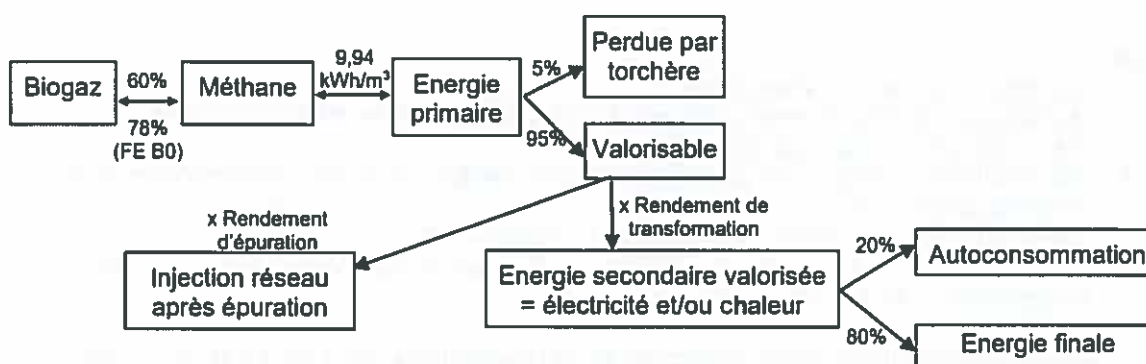 Biogaz
60%
78%
(FE B0)
Méthane
9,94
kWh/m³
Energie
primaire
5%
95%
Perdue par
torchère
Valorisable
x Rendement
d'épuration
x Rendement de
transformation
Injection réseau
après épuration
Energie secondaire valorisée
= électricité et/ou chaleur
20%
80%
Autoconsommation
Energie finale